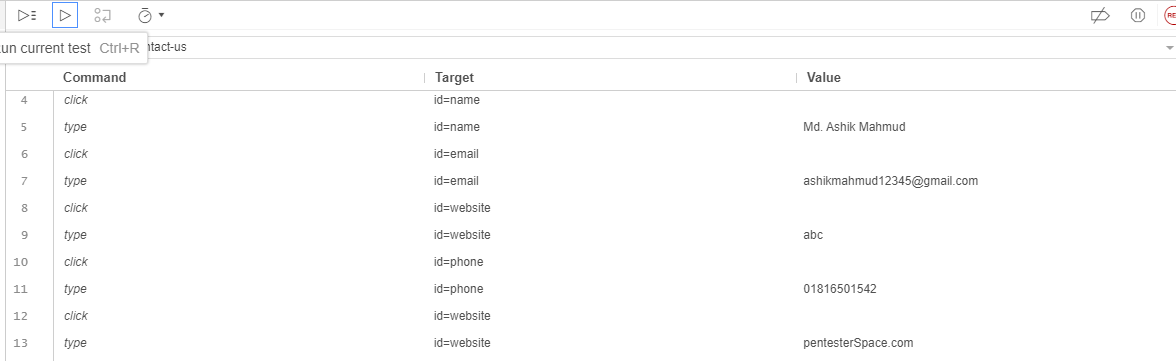 un current test Ctrl+R
ntact-us
RE
Command Target Value
4 click id=name
5 type id=name Md. Ashik Mahmud
6 click id=email
7 type id=email ashikmahmud12345@gmail.com
8 click id=website
9 type id=website abc
10 click id=phone
11 type id=phone 01816501542
12 click id=website
13 type id=website pentesterSpace.com